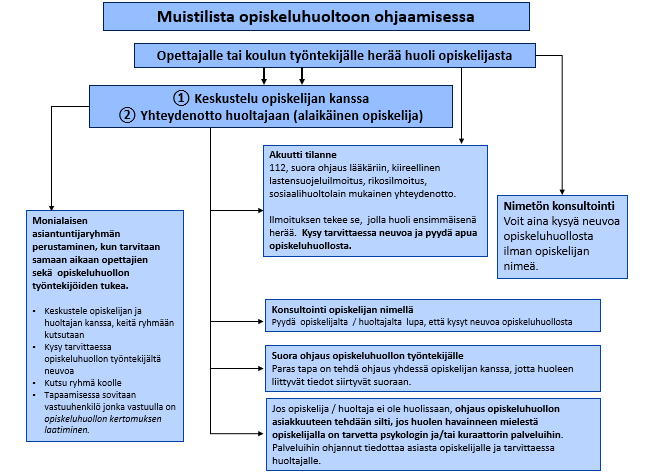 Muistilista opiskeluhuoltoon ohjaamisessa
Opettajalle tai koulun työntekijälle herää huoli opiskelijasta
① Keskustelu opiskelijan kanssa
② Yhteydenotto huoltajaan (alaikäinen opiskelija)
Akuutti tilanne
112, suora ohjaus lääkäriin, kiireellinen
lastensuojeluilmoitus, rikosilmoitus,
sosiaalihuoltolain mukainen yhteydenotto.
Ilmoituksen tekee se, jolla huoli ensimmäisenä
herää. Kysy tarvittaessa neuvoa ja pyydä apua
opiskeluhuollosta.
Nimetön konsultointi
Voit aina kysyä neuvoa
opiskeluhuollosta
ilman opiskelijan
nimeä.
Monialaisen
asiantuntijaryhmän
perustaminen, kun tarvitaan
samaan aikaan opettajien
sekä opiskeluhuollon
työntekijöiden tukea.
• Keskustele opiskelijan ja
huoltajan kanssa, keitä ryhmään
kutsutaan
• Kysy tarvittaessa
opiskeluhuollon työntekijältä
neuvoa
• Kutsu ryhmä koolle
• Tapaamisessa sovitaan
vastuuhenkilö jonka vastuulla on
opiskeluhuollon kertomuksen
laatiminen.
Konsultointi opiskelijan nimellä
Pyydä opiskelijalta / huoltajalta lupa, että kysyt neuvoa opiskeluhuollosta
Suora ohjaus opiskeluhuollon työntekijälle
Paras tapa on tehdä ohjaus yhdessä opiskelijan kanssa, jotta huoleen
liittyvät tiedot siirtyvät suoraan.
Jos opiskelija / huoltaja ei ole huolissaan, ohjaus opiskeluhuollon
asiakkuuteen tehdään silti, jos huolen havainneen mielestä
opiskelijalla on tarvetta psykologin ja/tai kuraattorin palveluihin.
Palveluihin ohjannut tiedottaa asiasta opiskelijalle ja tarvittaessa
huoltajalle.